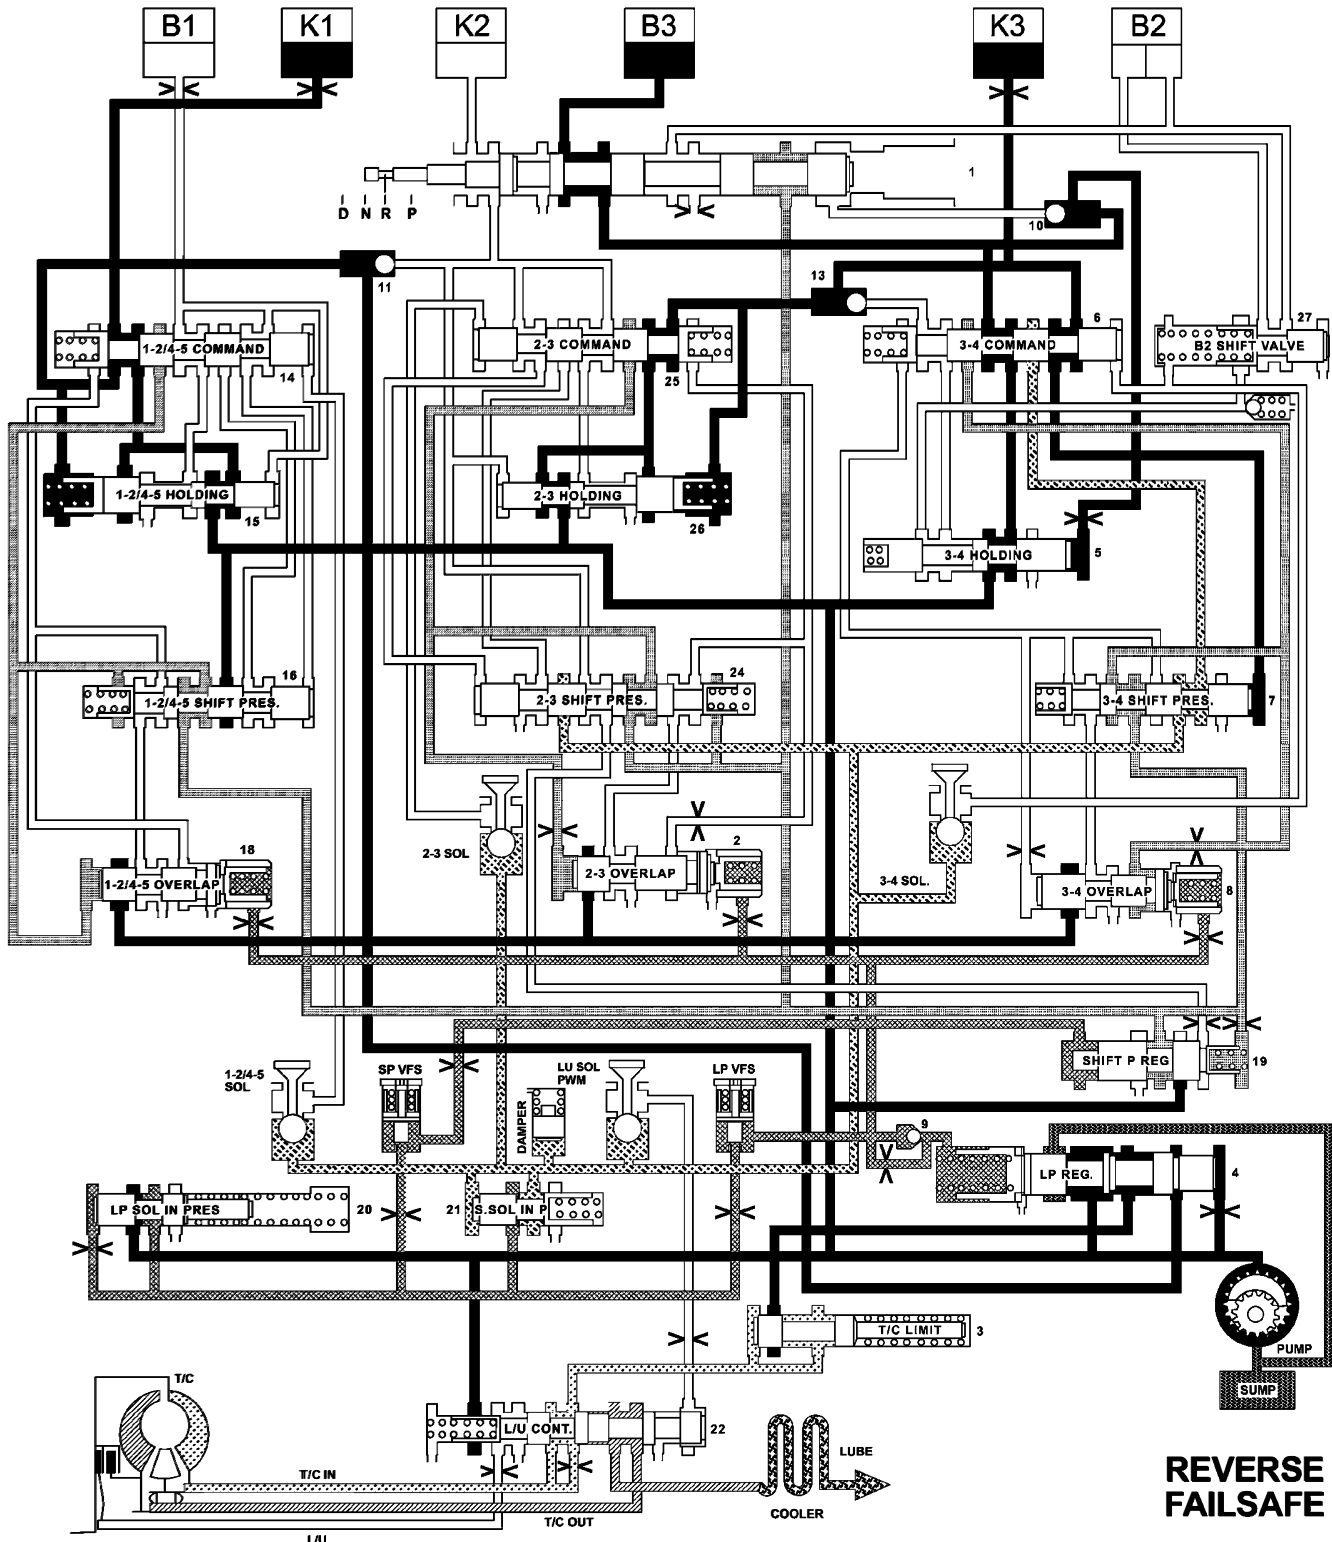 B1
K1
K2
B3
K3
B2
1
D N R P
10
11
13
6
27
1-2/4-5 COMMAND
2-3 COMMAND
3-4 COMMAND
B2 SHIFT VALVE
14
25
1-2/4-5 HOLDING
2-3 HOLDING
15
26
3-4 HOLDING
5
16
24
1-2/4-5 SHIFT PRES.
2-3 SHIFT PRES.
3-4 SHIFT PRES.
7
2-3 SOL
18
2
1-2/4-5 OVERLAP
2-3 OVERLAP
3-4 SOL.
3-4 OVERLAP
8
SHIFT P REG
19
1-2/4-5
SOL
SP VFS
LU SOL
PWM
LP VFS
DAMPER
9
LP REG.
4
LP SOL IN PRES
20
21
S.SOL IN P
T/C LIMIT
3
PUMP
SUMP
T/C
L/U CONT.
22
LUBE
T/C IN
COOLER
T/C OUT
L/U
REVERSE
FAILSAFE